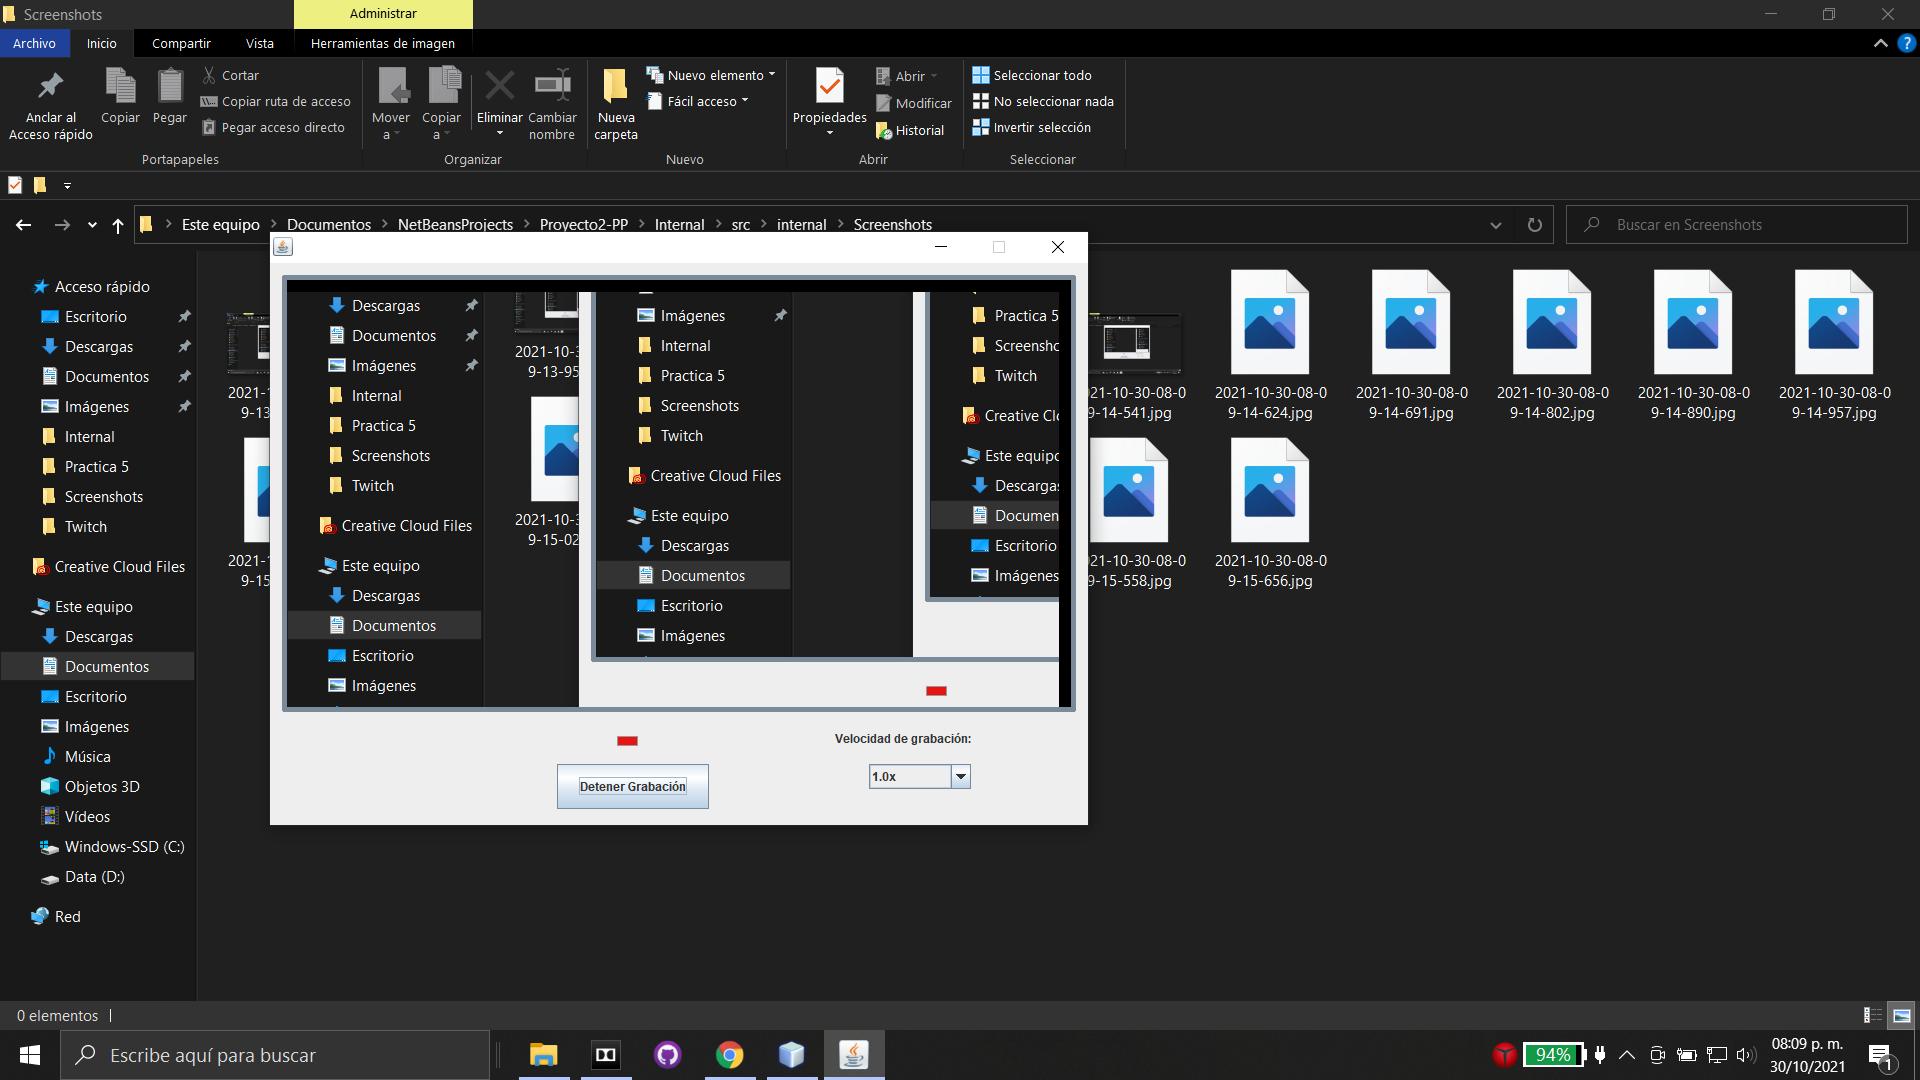 Screenshots
Administrar
Archivo
Inicio
Compartir
Vista
Herramientas de imagen
Anclar al
Acceso rápido
Copiar
Pegar
Cortar
Copiar ruta de acceso
Pegar acceso directo
Portapapeles
Mover
a
Copiar
a
Eliminar
Cambiar
nombre
Organizar
Nueva
carpeta
Nuevo elemento
Fácil acceso
Nuevo
Propiedades
Abrir
Modificar
Historial
Abrir
Seleccionar todo
No seleccionar nada
Invertir selección
Seleccionar
Este equipo
Documentos
NetBeansProjects
Proyecto2-PP
Internal
src
internal
Screenshots
Buscar en Screenshots
Acceso rápido
Escritorio
Descargas
Documentos
Imágenes
Internal
Practica 5
Screenshots
Twitch
Creative Cloud Files
Este equipo
Descargas
Documentos
Escritorio
Imágenes
Música
Objetos 3D
Vídeos
Windows-SSD (C:)
Data (D:)
Red
2021-
9-13
2021-
9-15
Descargas
Documentos
Imágenes
Internal
Practica 5
Screenshots
Twitch
Creative Cloud Files
Este equipo
Descargas
Documentos
Escritorio
Imágenes
2021-10-3
9-13-95
2021-10-3
9-15-02
Imágenes
Internal
Practica 5
Screenshots
Twitch
Creative Cloud Files
Este equipo
Descargas
Documentos
Escritorio
Imágenes
Practica 5
Screensho
Twitch
Creative Clo
Este equipo
Descargas
Documen
Escritorio
Imágenes
Detener Grabación
Velocidad de grabación:
1.0x
021-10-30-08-0
9-14-541.jpg
2021-10-30-08-0
9-14-624.jpg
2021-10-30-08-0
9-14-691.jpg
2021-10-30-08-0
9-14-802.jpg
2021-10-30-08-0
9-14-890.jpg
2021-10-30-08-0
9-14-957.jpg
021-10-30-08-0
9-15-558.jpg
2021-10-30-08-0
9-15-656.jpg
0 elementos
Escribe aquí para buscar
94%
08:09 p. m.
30/10/2021
1